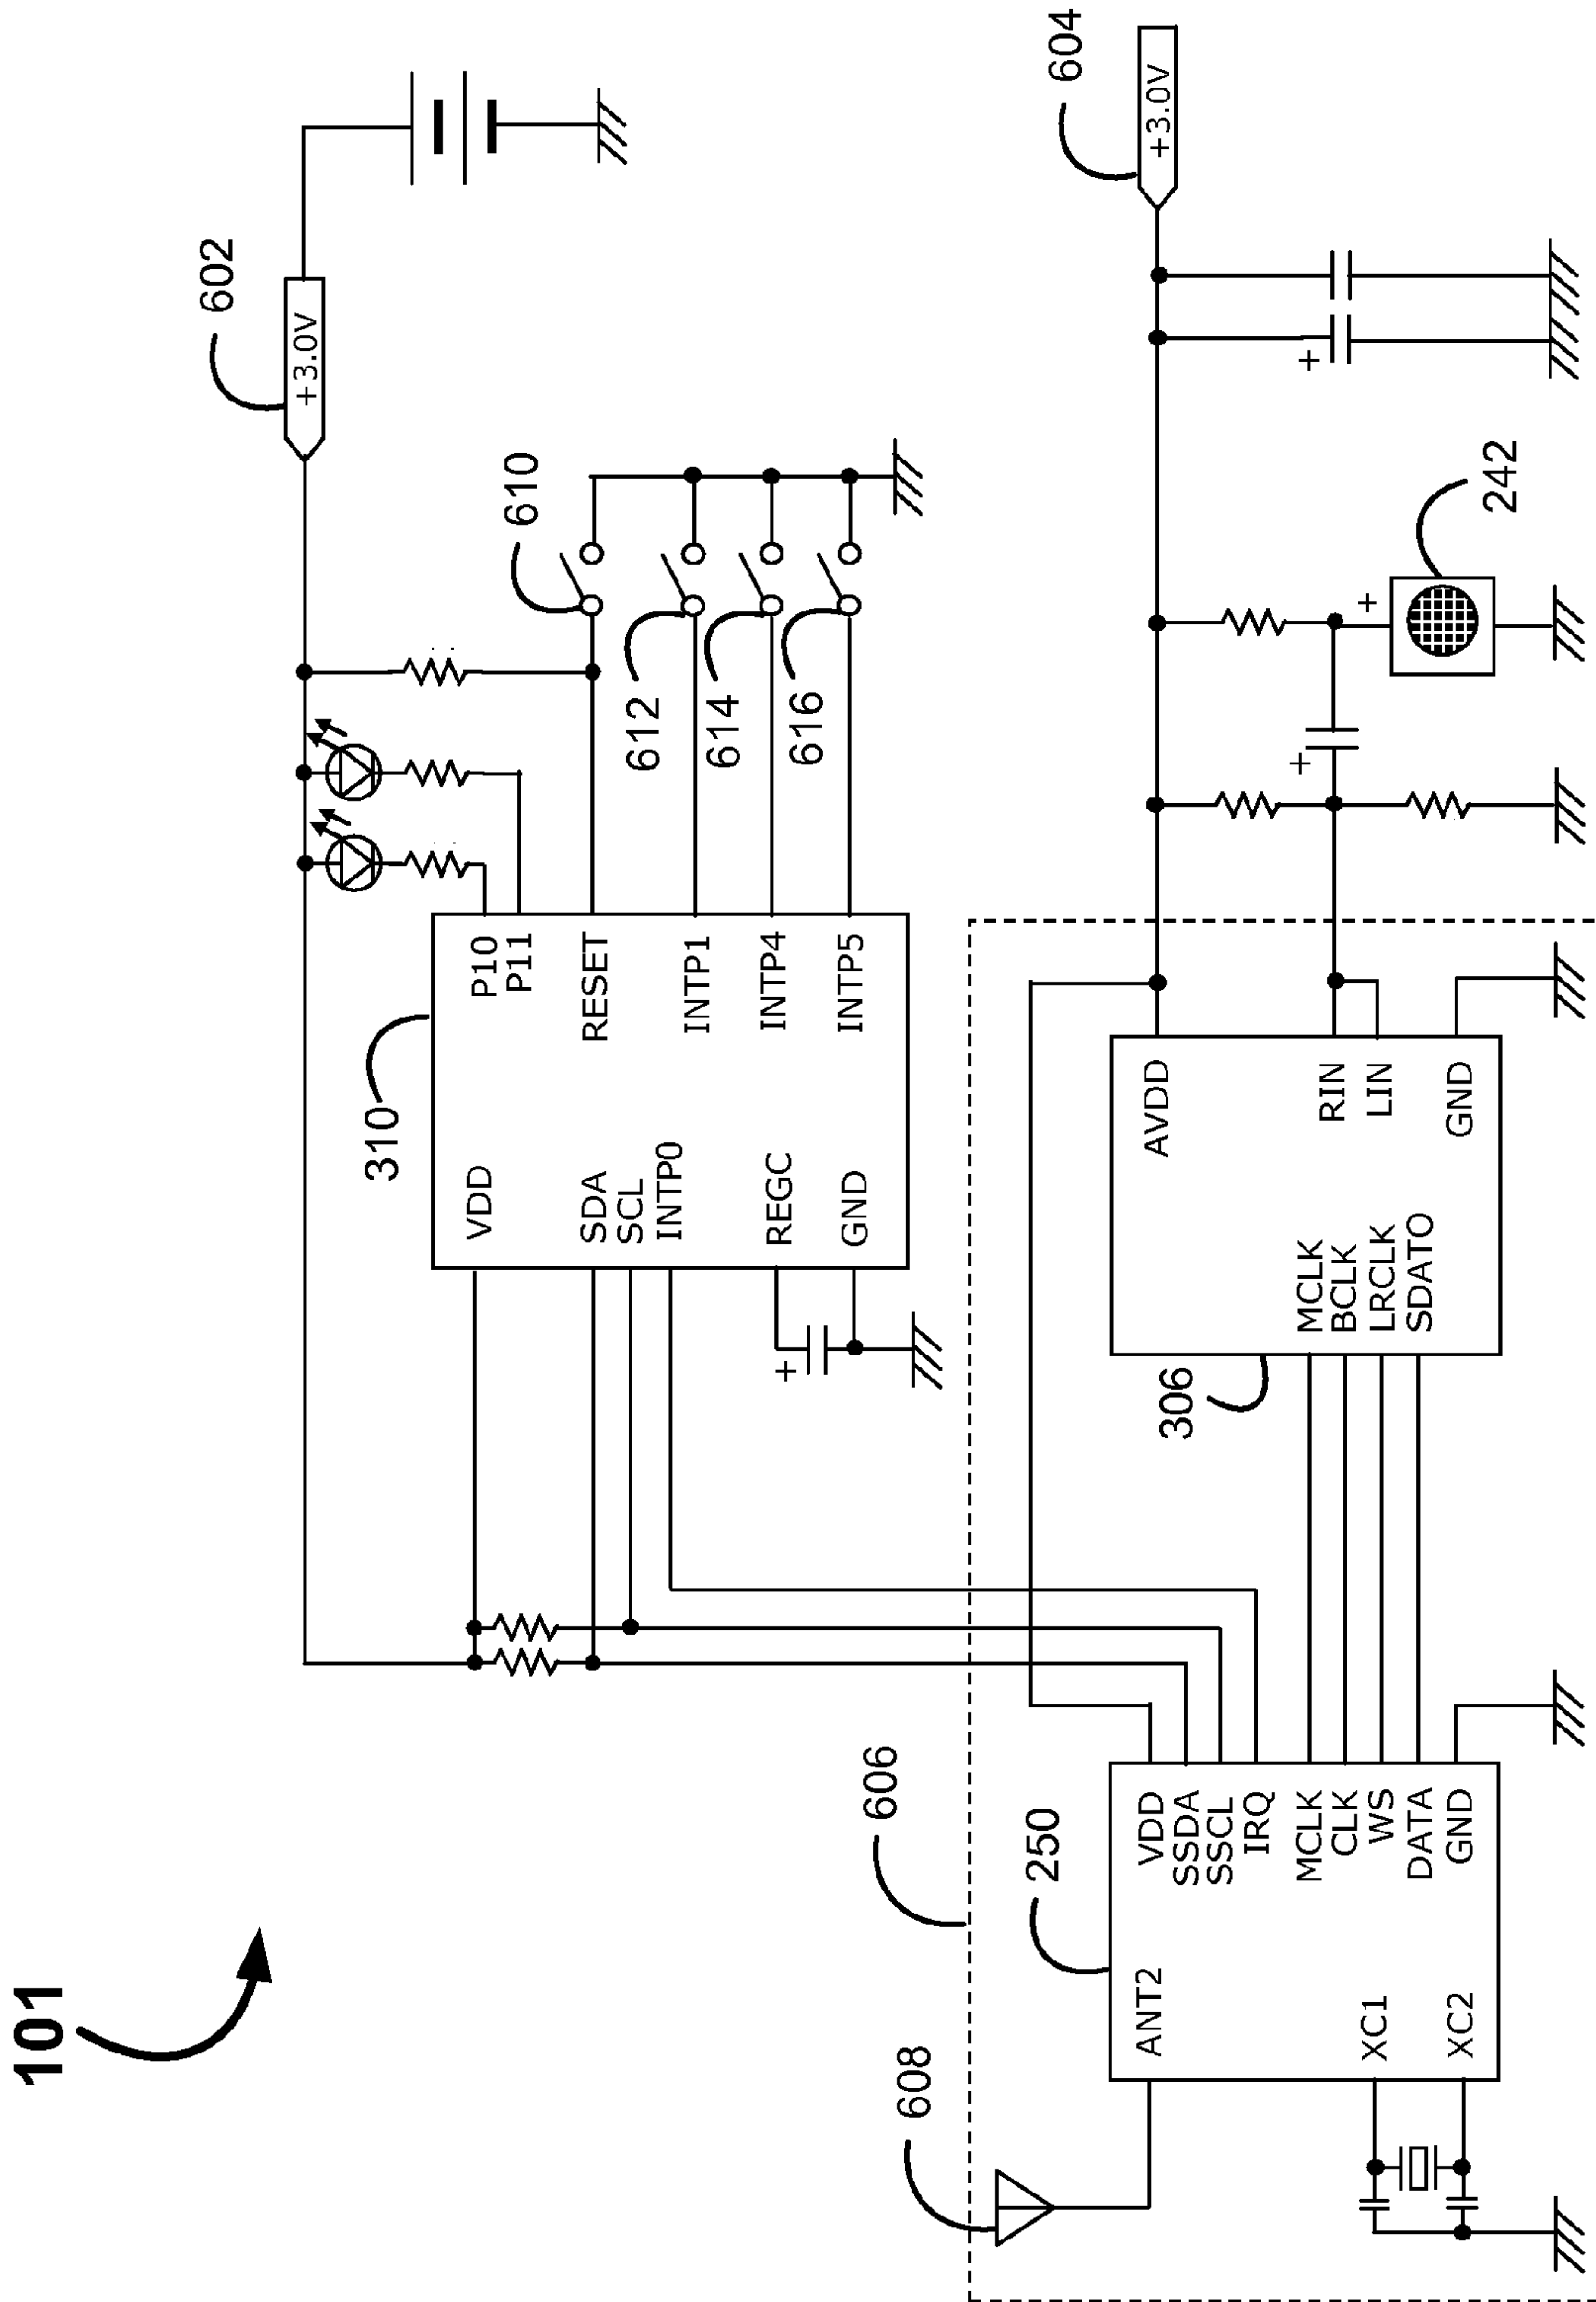 101
602
+3.0V
310
VDD
SDA
SCL
INTP0
REGC
GND
P10
P11
RESET
INTP1
INTP4
INTP5
610
612
614
616
606
608
250
ANT2
XC1
XC2
VDD
SSDA
SSCL
IRQ
MCLK
CLK
WS
DATA
GND
306
MCLK
BCLK
LRCLK
SDATO
AVDD
RIN
LIN
GND
604
+3.0V
242
+
+
+
+